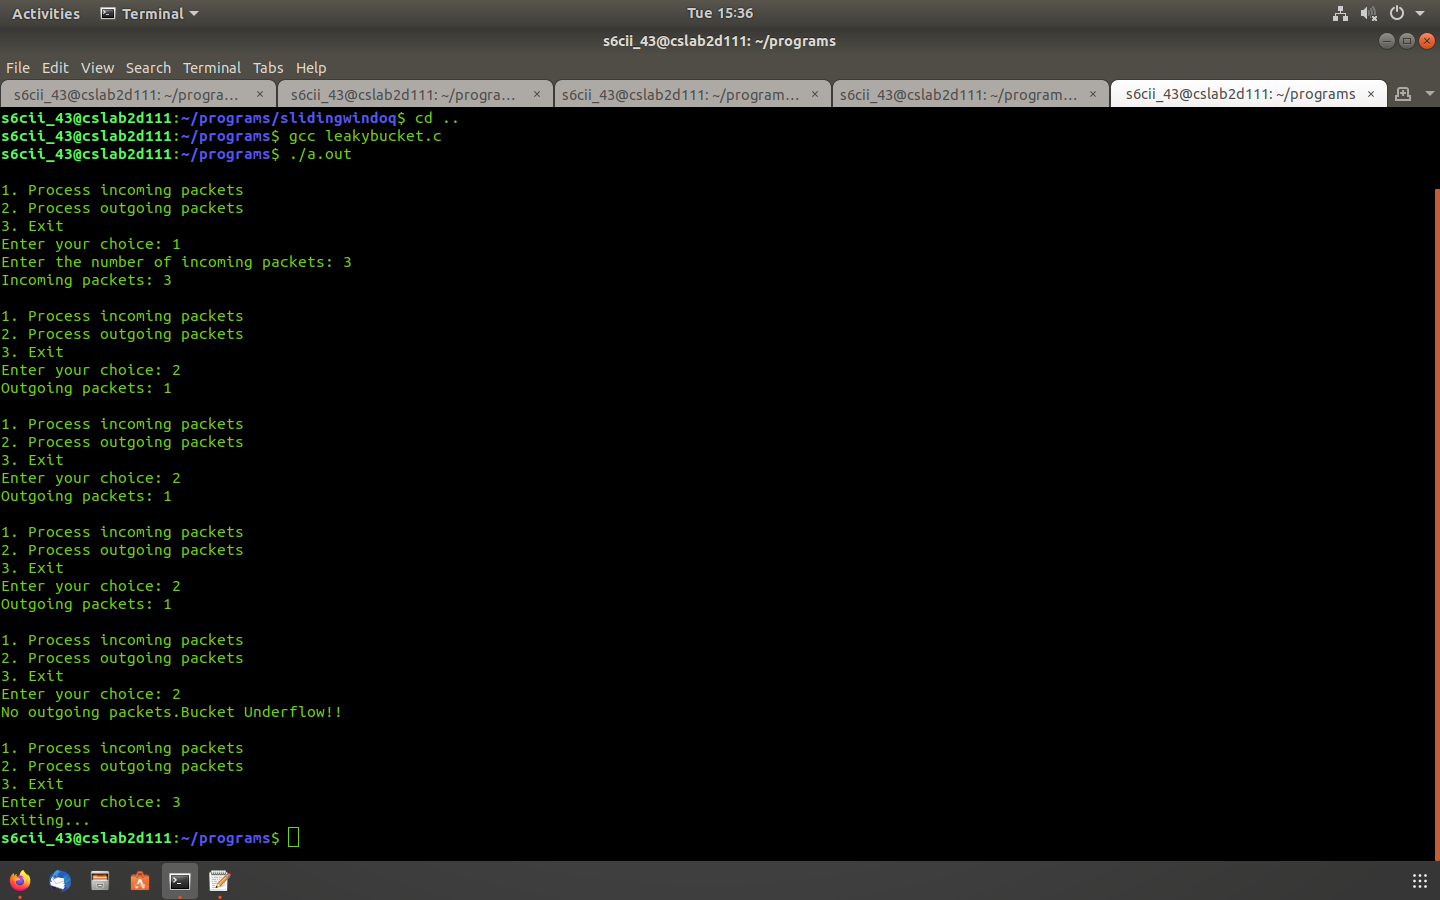 Activities Terminal Tue 15:36
s6cii_43@cslab2d111: ~/programs
File Edit View Search Terminal Tabs Help
s6cii_43@cslab2d111: ~/progra... × s6cii_43@cslab2d111: ~/progra... × s6cii_43@cslab2d111: ~/program... × s6cii_43@cslab2d111: ~/program... × s6cii_43@cslab2d111: ~/programs ×
s6cii_43@cslab2d111:~/programs/slidingwindoq$ cd ..
s6cii_43@cslab2d111:~/programs$ gcc leakybucket.c
s6cii_43@cslab2d111:~/programs$ ./a.out
1. Process incoming packets
2. Process outgoing packets
3. Exit
Enter your choice: 1
Enter the number of incoming packets: 3
Incoming packets: 3
1. Process incoming packets
2. Process outgoing packets
3. Exit
Enter your choice: 2
Outgoing packets: 1
1. Process incoming packets
2. Process outgoing packets
3. Exit
Enter your choice: 2
Outgoing packets: 1
1. Process incoming packets
2. Process outgoing packets
3. Exit
Enter your choice: 2
Outgoing packets: 1
1. Process incoming packets
2. Process outgoing packets
3. Exit
Enter your choice: 2
No outgoing packets.Bucket Underflow!!
1. Process incoming packets
2. Process outgoing packets
3. Exit
Enter your choice: 3
Exiting...
s6cii_43@cslab2d111:~/programs$